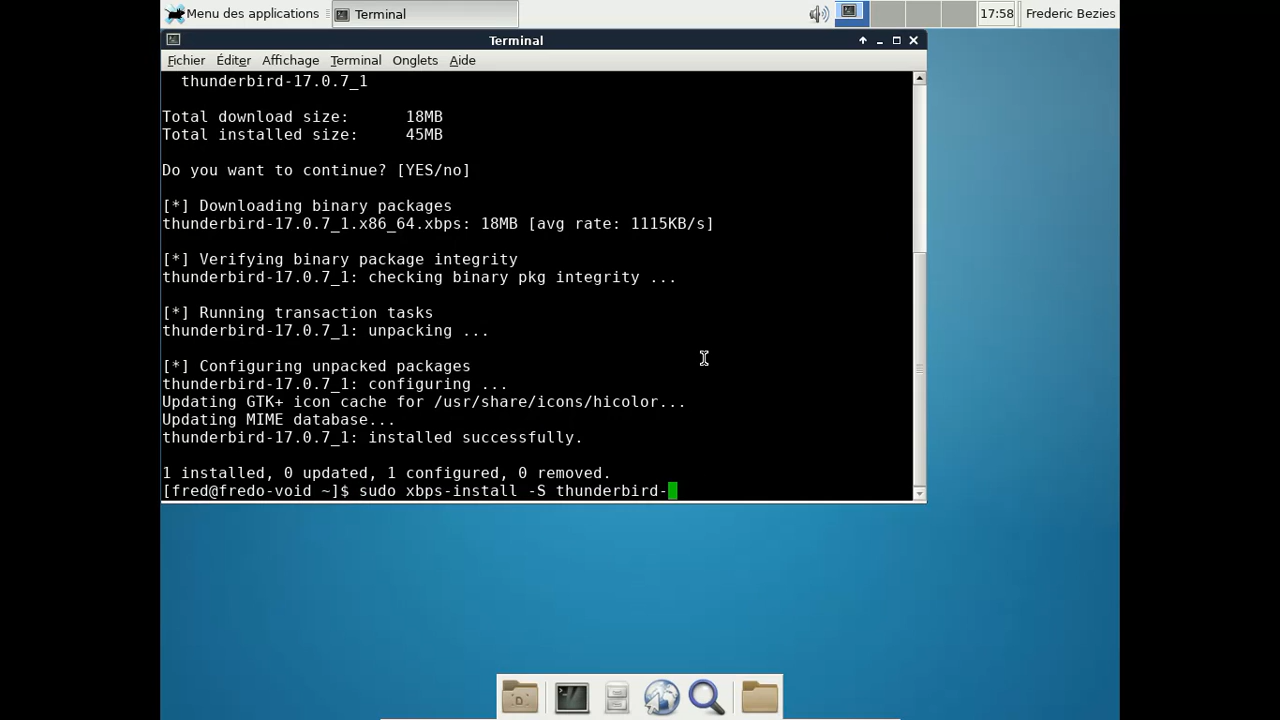 Menu des applications
Terminal
17:58
Frederic Bezies
Terminal
Fichier Éditer Affichage Terminal Onglets Aide
thunderbird-17.0.7_1
Total download size: 18MB
Total installed size: 45MB
Do you want to continue? [YES/no]
[*] Downloading binary packages
thunderbird-17.0.7_1.x86_64.xbps: 18MB [avg rate: 1115KB/s]
[*] Verifying binary package integrity
thunderbird-17.0.7_1: checking binary pkg integrity ...
[*] Running transaction tasks
thunderbird-17.0.7_1: unpacking ...
[*] Configuring unpacked packages
thunderbird-17.0.7_1: configuring ...
Updating GTK+ icon cache for /usr/share/icons/hicolor...
Updating MIME database...
thunderbird-17.0.7_1: installed successfully.
1 installed, 0 updated, 1 configured, 0 removed.
[fred@fredo-void ~]$ sudo xbps-install -S thunderbird-